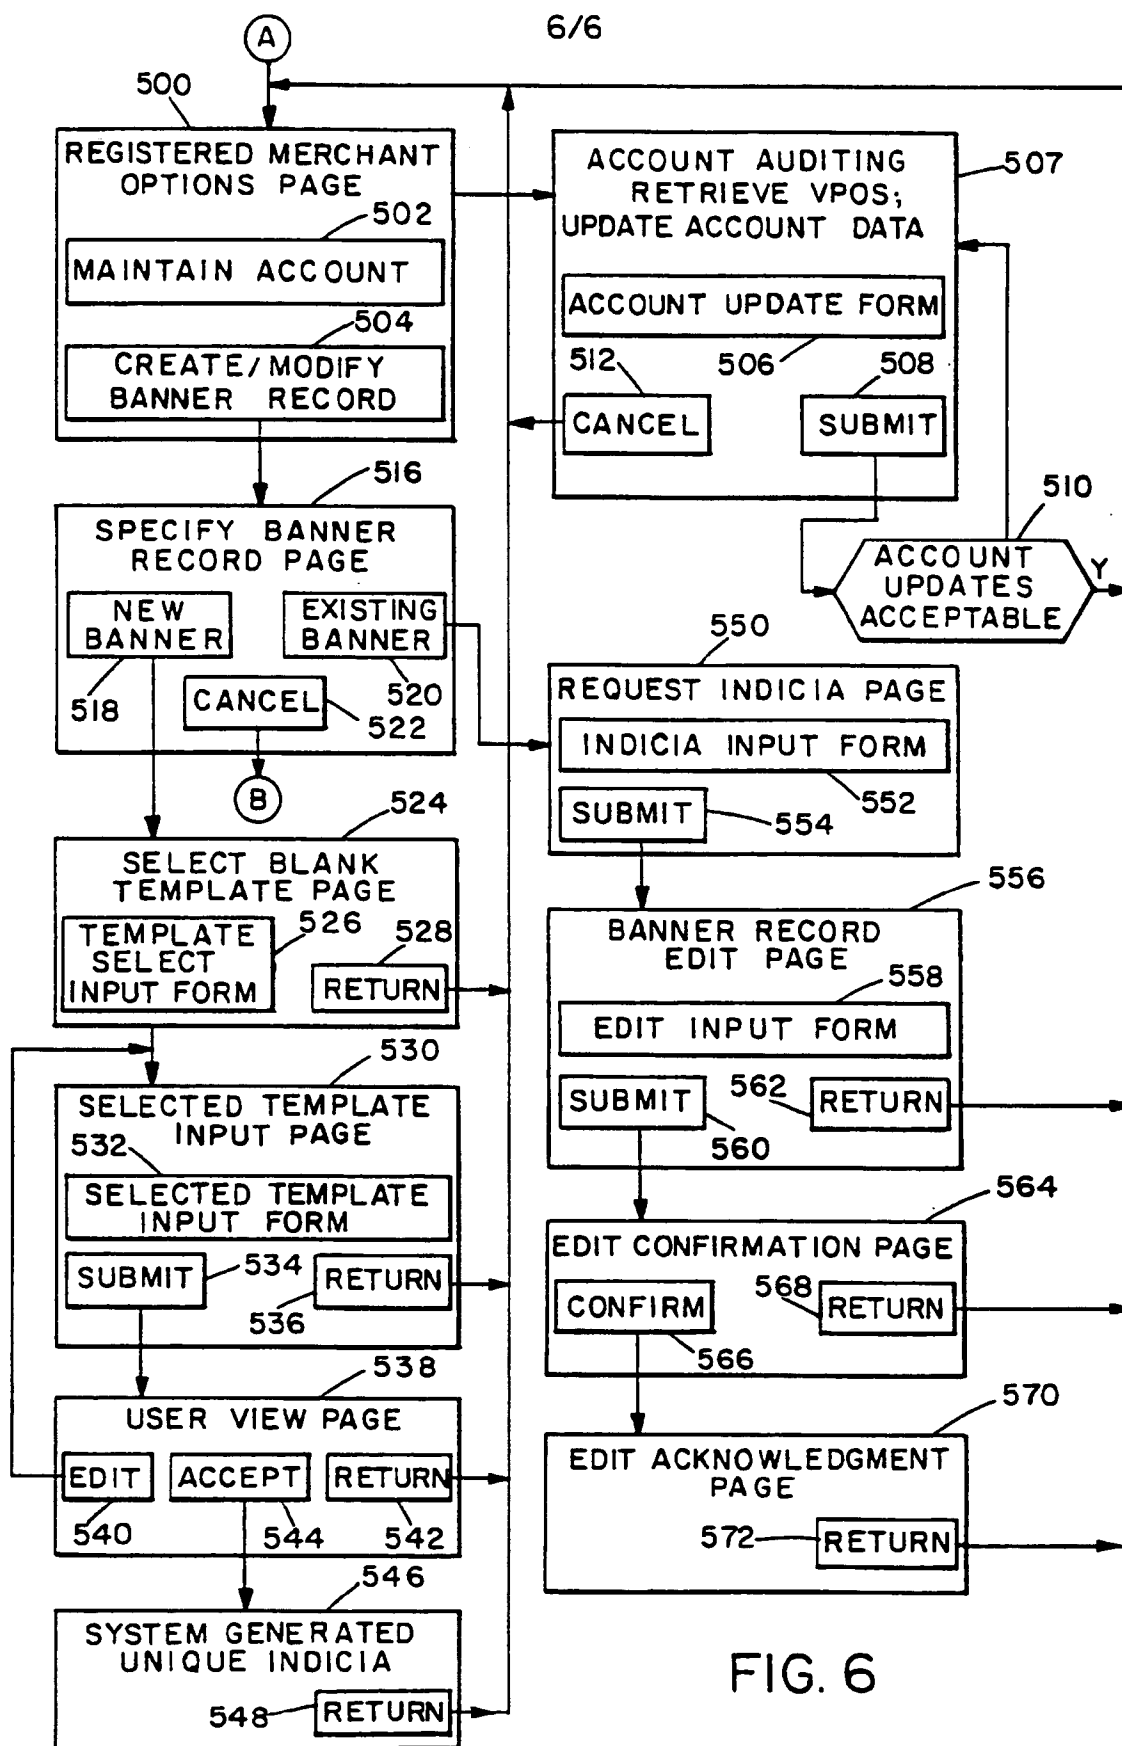 6/6
A
500
REGISTERED MERCHANT
OPTIONS PAGE
502
MAINTAIN ACCOUNT
504
CREATE/MODIFY
BANNER RECORD
507
ACCOUNT AUDITING
RETRIEVE VPOS;
UPDATE ACCOUNT DATA
ACCOUNT UPDATE FORM
506
512
CANCEL
508
SUBMIT
510
ACCOUNT
UPDATES
ACCEPTABLE
Y
516
SPECIFY BANNER
RECORD PAGE
NEW
BANNER
518
EXISTING
BANNER
520
CANCEL
522
B
550
REQUEST INDICIA PAGE
INDICIA INPUT FORM
552
SUBMIT
554
524
SELECT BLANK
TEMPLATE PAGE
526
TEMPLATE
SELECT
INPUT FORM
528
RETURN
556
BANNER RECORD
EDIT PAGE
558
EDIT INPUT FORM
SUBMIT
560
562
RETURN
530
SELECTED TEMPLATE
INPUT PAGE
532
SELECTED TEMPLATE
INPUT FORM
SUBMIT
534
536
RETURN
564
EDIT CONFIRMATION PAGE
CONFIRM
566
568
RETURN
538
USER VIEW PAGE
EDIT
540
ACCEPT
544
RETURN
542
570
EDIT ACKNOWLEDGMENT
PAGE
572
RETURN
546
SYSTEM GENERATED
UNIQUE INDICIA
548
RETURN
FIG. 6